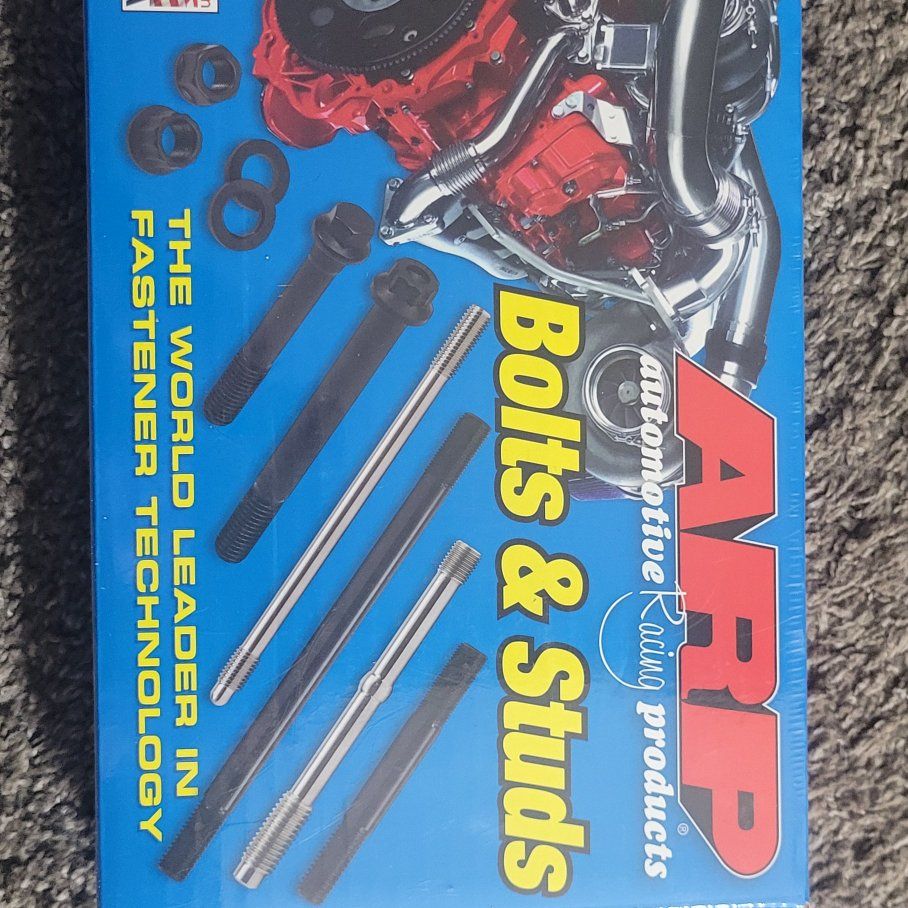 ARP
automotive Racing products®
Bolts & Studs
THE WORLD LEADER IN
FASTENER TECHNOLOGY